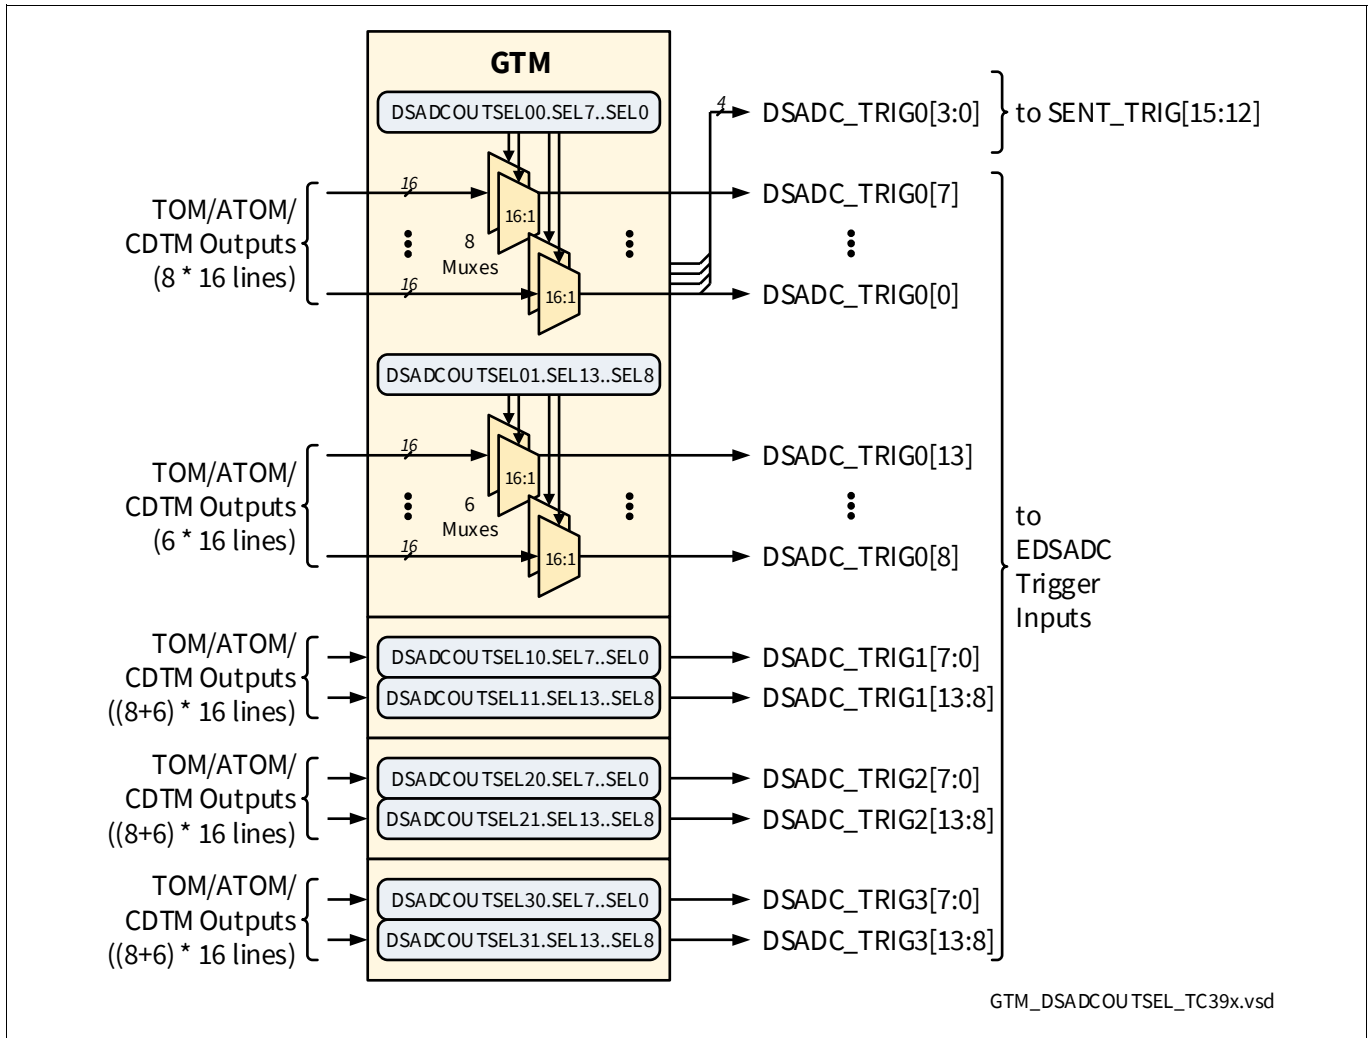 GTM
DSADCOUTSEL00.SEL7..SEL0
4
DSADC_TRIG0[3:0]
to SENT_TRIG[15:12]
TOM/ATOM/
CDTM Outputs
(8 * 16 lines)
16
16:1
DSADC_TRIG0[7]
8
Muxes
16
16:1
DSADC_TRIG0[0]
DSADCOUTSEL01.SEL13..SEL8
TOM/ATOM/
CDTM Outputs
(6 * 16 lines)
16
16:1
DSADC_TRIG0[13]
6
Muxes
16
16:1
DSADC_TRIG0[8]
to
EDSADC
Trigger
Inputs
TOM/ATOM/
CDTM Outputs
((8+6) * 16 lines)
DSADCOUTSEL10.SEL7..SEL0
DSADC_TRIG1[7:0]
DSADCOUTSEL11.SEL13..SEL8
DSADC_TRIG1[13:8]
TOM/ATOM/
CDTM Outputs
((8+6) * 16 lines)
DSADCOUTSEL20.SEL7..SEL0
DSADC_TRIG2[7:0]
DSADCOUTSEL21.SEL13..SEL8
DSADC_TRIG2[13:8]
TOM/ATOM/
CDTM Outputs
((8+6) * 16 lines)
DSADCOUTSEL30.SEL7..SEL0
DSADC_TRIG3[7:0]
DSADCOUTSEL31.SEL13..SEL8
DSADC_TRIG3[13:8]
GTM_DSADCOUTSEL_TC39x.vsd